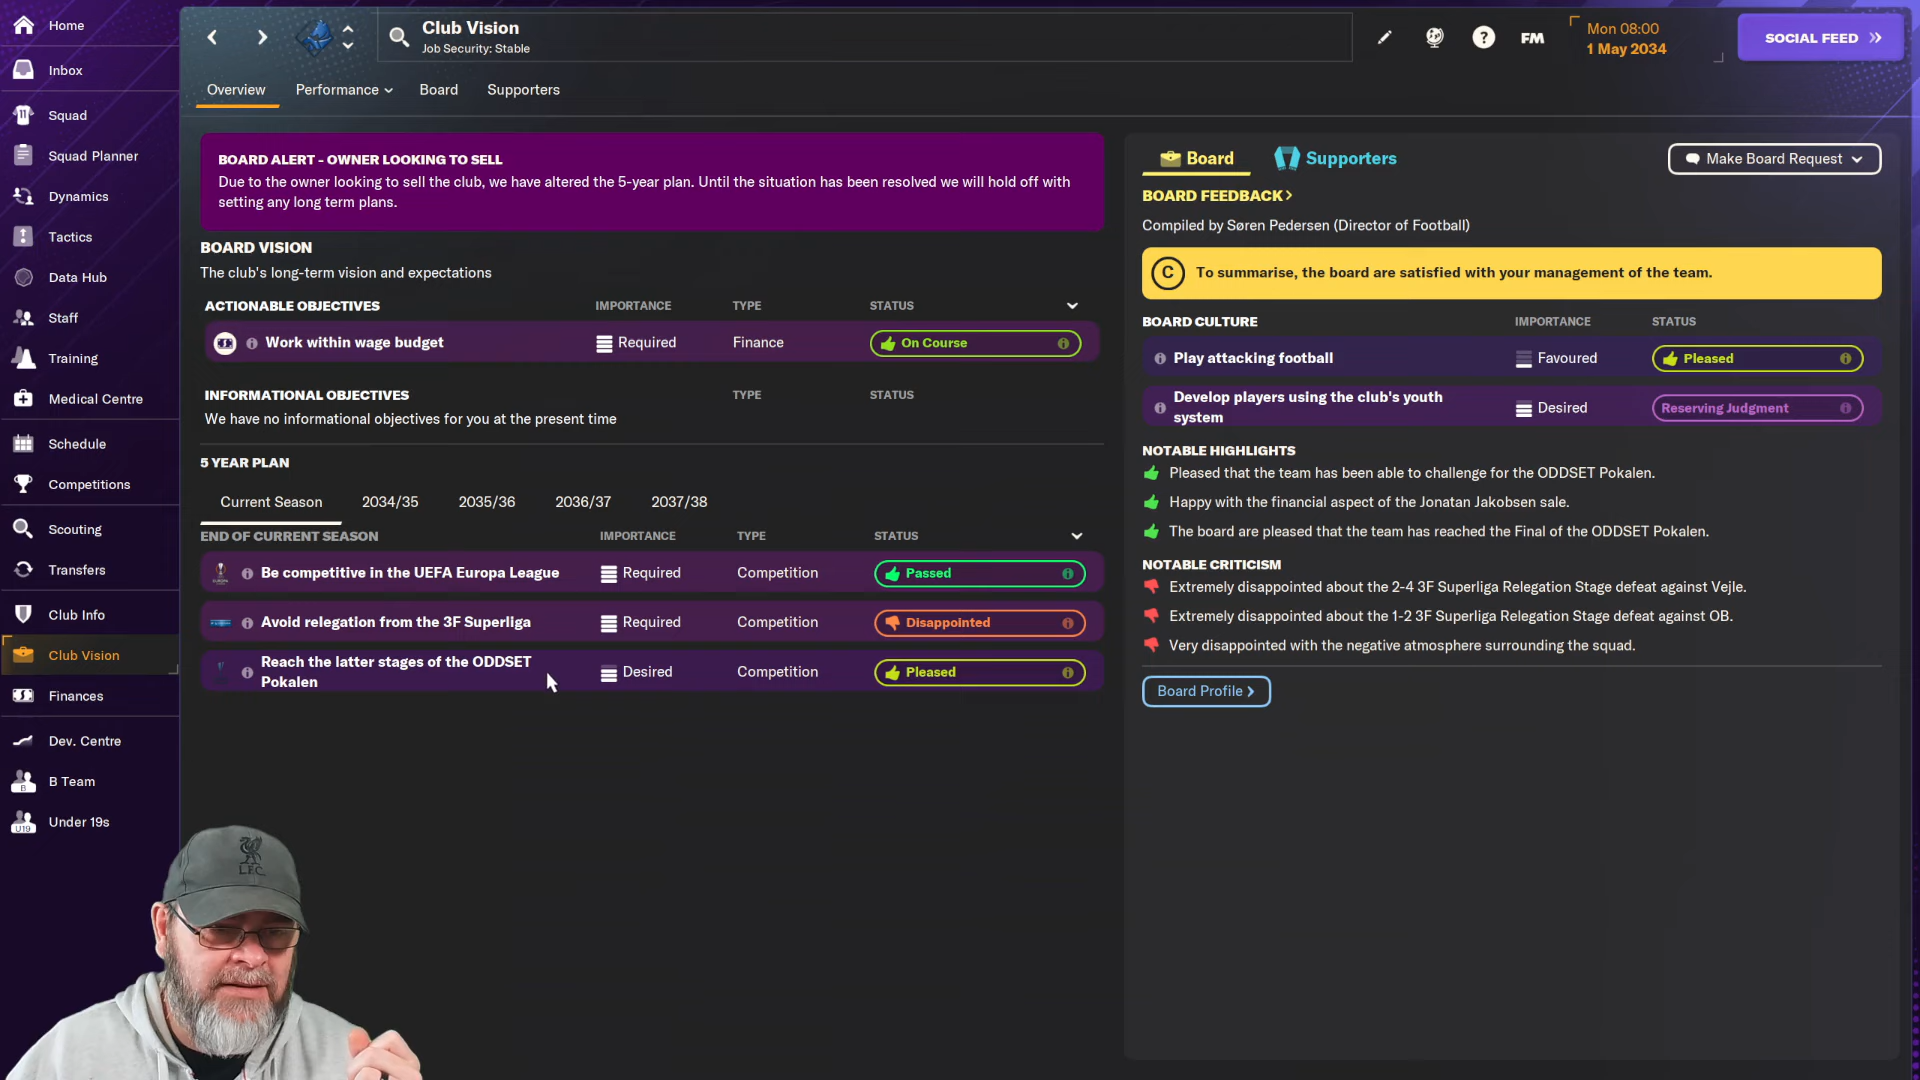 Home
Inbox
Squad
Squad Planner
Dynamics
Tactics
Data Hub
Staff
Training
Medical Centre
Schedule
Competitions
Scouting
Transfers
Club Info
Club Vision
Finances
Dev. Centre
B
B Team
U19
Under 19s
Club Vision
Job Security: Stable
?
FM
Mon 08:00
1 May 2034
SOCIAL FEED
Overview
Performance
Board
Supporters
BOARD ALERT - OWNER LOOKING TO SELL
Due to the owner looking to sell the club, we have altered the 5-year plan. Until the situation has been resolved we will hold off with
setting any long term plans.
BOARD VISION
The club's long-term vision and expectations
ACTIONABLE OBJECTIVES IMPORTANCE TYPE STATUS
Work within wage budget Required Finance On Course
INFORMATIONAL OBJECTIVES TYPE STATUS
We have no informational objectives for you at the present time
5 YEAR PLAN
Current Season 2034/35 2035/36 2036/37 2037/38
END OF CURRENT SEASON IMPORTANCE TYPE STATUS
Be competitive in the UEFA Europa League Required Competition Passed
Avoid relegation from the 3F Superliga Required Competition Disappointed
Reach the latter stages of the ODDSET
Pokalen Desired Competition Pleased
Board Supporters
Make Board Request
BOARD FEEDBACK >
Compiled by Søren Pedersen (Director of Football)
C To summarise, the board are satisfied with your management of the team.
BOARD CULTURE IMPORTANCE STATUS
Play attacking football Favoured Pleased
Develop players using the club's youth
system Desired Reserving Judgment
NOTABLE HIGHLIGHTS
Pleased that the team has been able to challenge for the ODDSET Pokalen.
Happy with the financial aspect of the Jonatan Jakobsen sale.
The board are pleased that the team has reached the Final of the ODDSET Pokalen.
NOTABLE CRITICISM
Extremely disappointed about the 2-4 3F Superliga Relegation Stage defeat against Vejle.
Extremely disappointed about the 1-2 3F Superliga Relegation Stage defeat against OB.
Very disappointed with the negative atmosphere surrounding the squad.
Board Profile >
L.F.C.